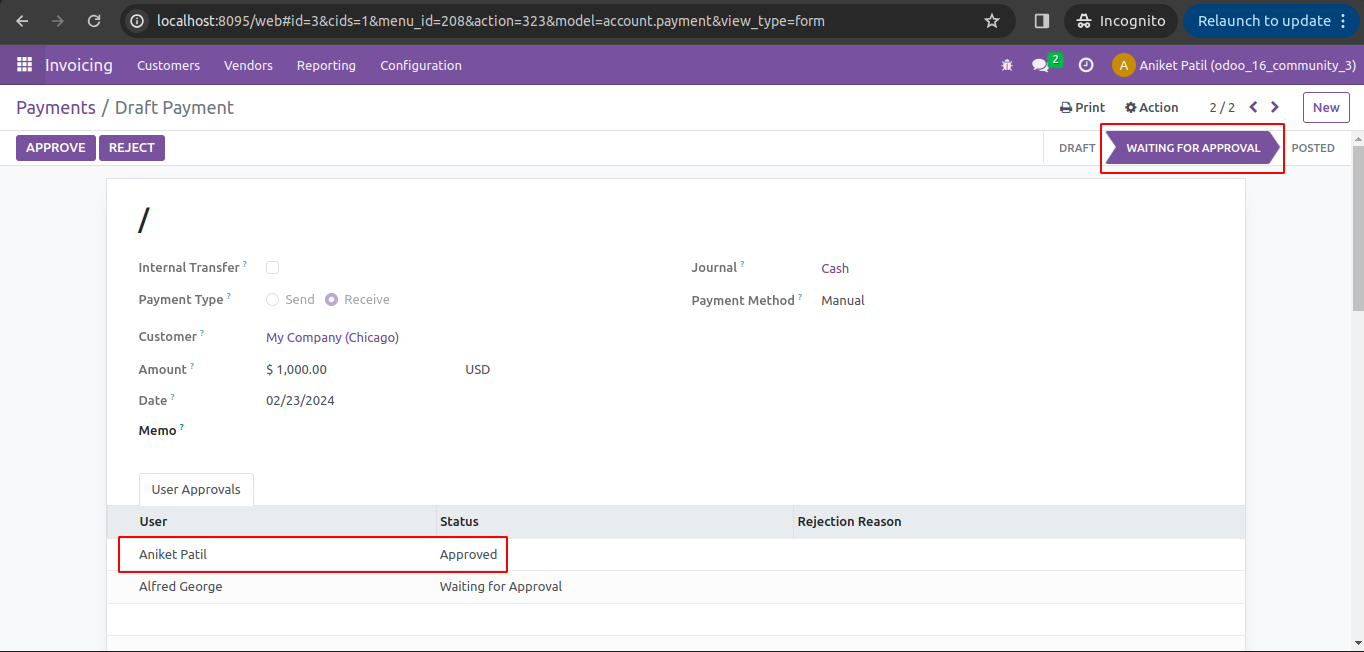 localhost:8095/web#id=3&cids=1&menu_id=208&action=323&model=account.payment&view_type=form Incognito Relaunch to update
Invoicing Customers Vendors Reporting Configuration 2 A Aniket Patil (odoo_16_community_3)
Payments / Draft Payment Print Action 2 / 2 New
APPROVE REJECT DRAFT WAITING FOR APPROVAL POSTED
/
Internal Transfer ? Journal ? Cash
Payment Type ? Send Receive Payment Method ? Manual
Customer ? My Company (Chicago)
Amount ? $ 1,000.00 USD
Date ? 02/23/2024
Memo ?
User Approvals
User Status Rejection Reason
Aniket Patil Approved
Alfred George Waiting for Approval